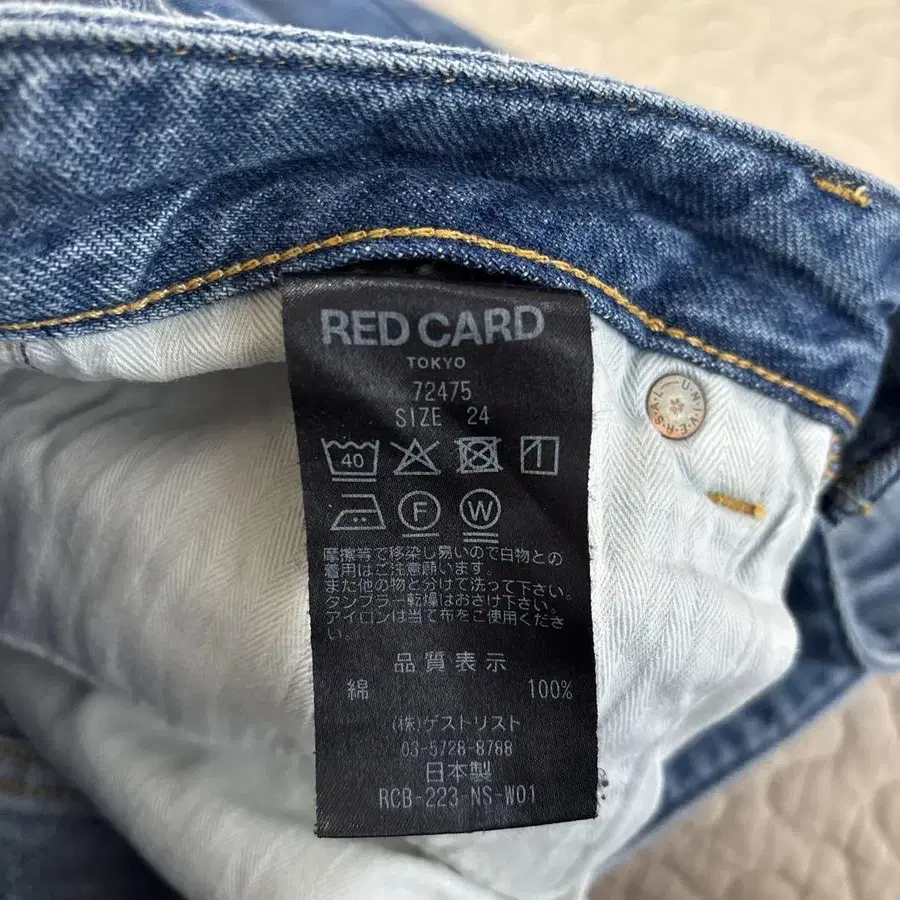 RED CARD
TOKYO
72475
SIZE 24
40
F W
摩擦等で移染し易いので白物との
着用はご注意願います
また他の物と分けて洗って下さい。
タンブラー乾燥はおさけ下さい。
アイロンは当て布をご使用くださ
い。
品質表示
綿 100%
(株)ゲストリスト
03-5728-8788
日本製
RCB-223-NS-W01
UNIVERSAL